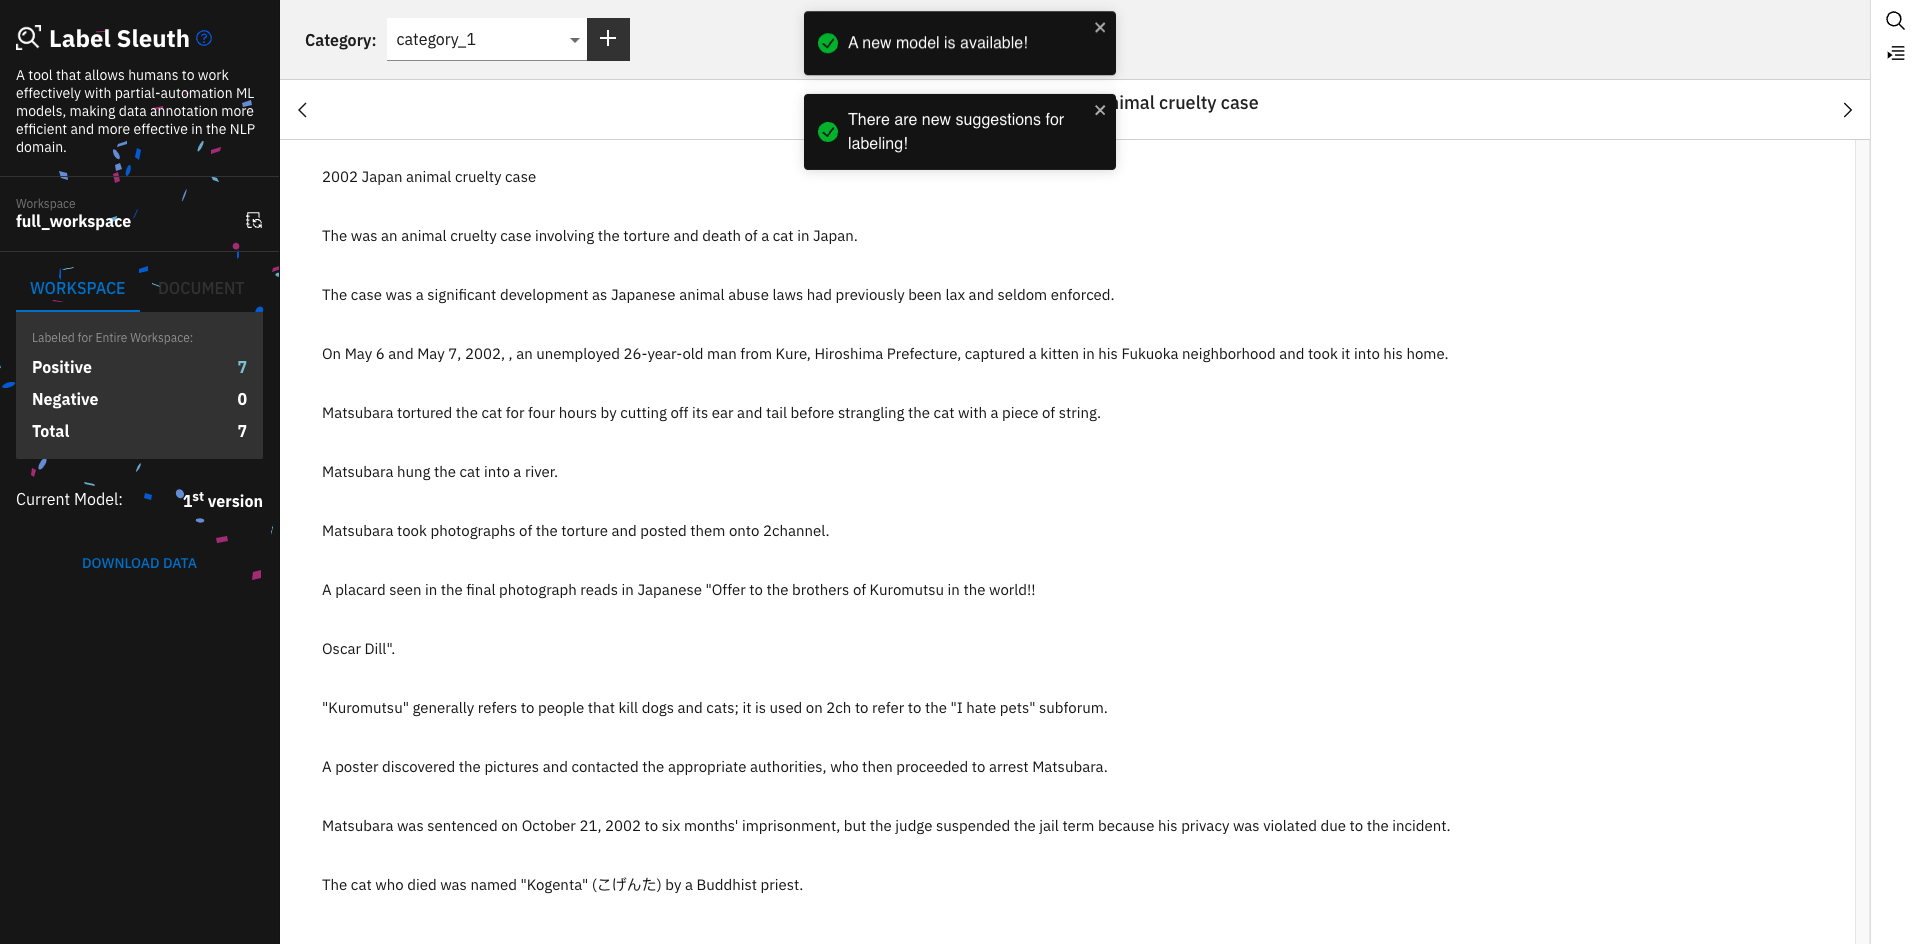 Label Sleuth
A tool that allows humans to work
effectively with partial-automation ML
models, making data annotation more
efficient and more effective in the NLP
domain.
Workspace
full_workspace
WORKSPACE DOCUMENT
Labeled for Entire Workspace:
Positive 7
Negative 0
Total 7
Current Model: 1st version
DOWNLOAD DATA
Category: category_1
A new model is available!
There are new suggestions for
labeling!
nimal cruelty case
2002 Japan animal cruelty case
The was an animal cruelty case involving the torture and death of a cat in Japan.
The case was a significant development as Japanese animal abuse laws had previously been lax and seldom enforced.
On May 6 and May 7, 2002, , an unemployed 26-year-old man from Kure, Hiroshima Prefecture, captured a kitten in his Fukuoka neighborhood and took it into his home.
Matsubara tortured the cat for four hours by cutting off its ear and tail before strangling the cat with a piece of string.
Matsubara hung the cat into a river.
Matsubara took photographs of the torture and posted them onto 2channel.
A placard seen in the final photograph reads in Japanese "Offer to the brothers of Kuromutsu in the world!!
Oscar Dill".
"Kuromutsu" generally refers to people that kill dogs and cats; it is used on 2ch to refer to the "I hate pets" subforum.
A poster discovered the pictures and contacted the appropriate authorities, who then proceeded to arrest Matsubara.
Matsubara was sentenced on October 21, 2002 to six months' imprisonment, but the judge suspended the jail term because his privacy was violated due to the incident.
The cat who died was named "Kogenta" (こげんた) by a Buddhist priest.